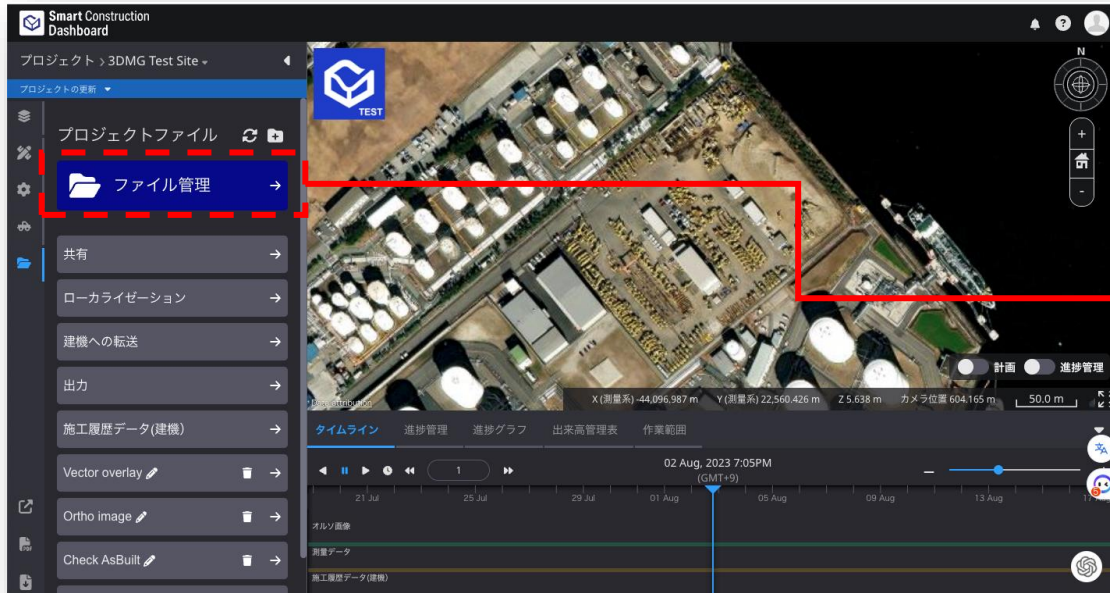 Smart Construction
Dashboard
プロジェクト › 3DMG Test Site
プロジェクトの更新
プロジェクトファイル
ファイル管理
共有
ローカライゼーション
建機への転送
出力
施工履歴データ(建機)
Vector overlay
Ortho image
Check AsBuilt
PDF
TEST
N
+
-
計画
進捗管理
X (測量系) -44,096.987 m Y (測量系) 22,560.426 m Z 5.638 m カメラ位置 604.165 m 50.0 m
タイムライン 進捗管理 進捗グラフ 出来高管理表 作業範囲
1
02 Aug, 2023 7:05PM
(GMT+9)
21 Jul 25 Jul 29 Jul 01 Aug 05 Aug 09 Aug 13 Aug
オルソ画像
測量データ
施工履歴データ(建機)
5